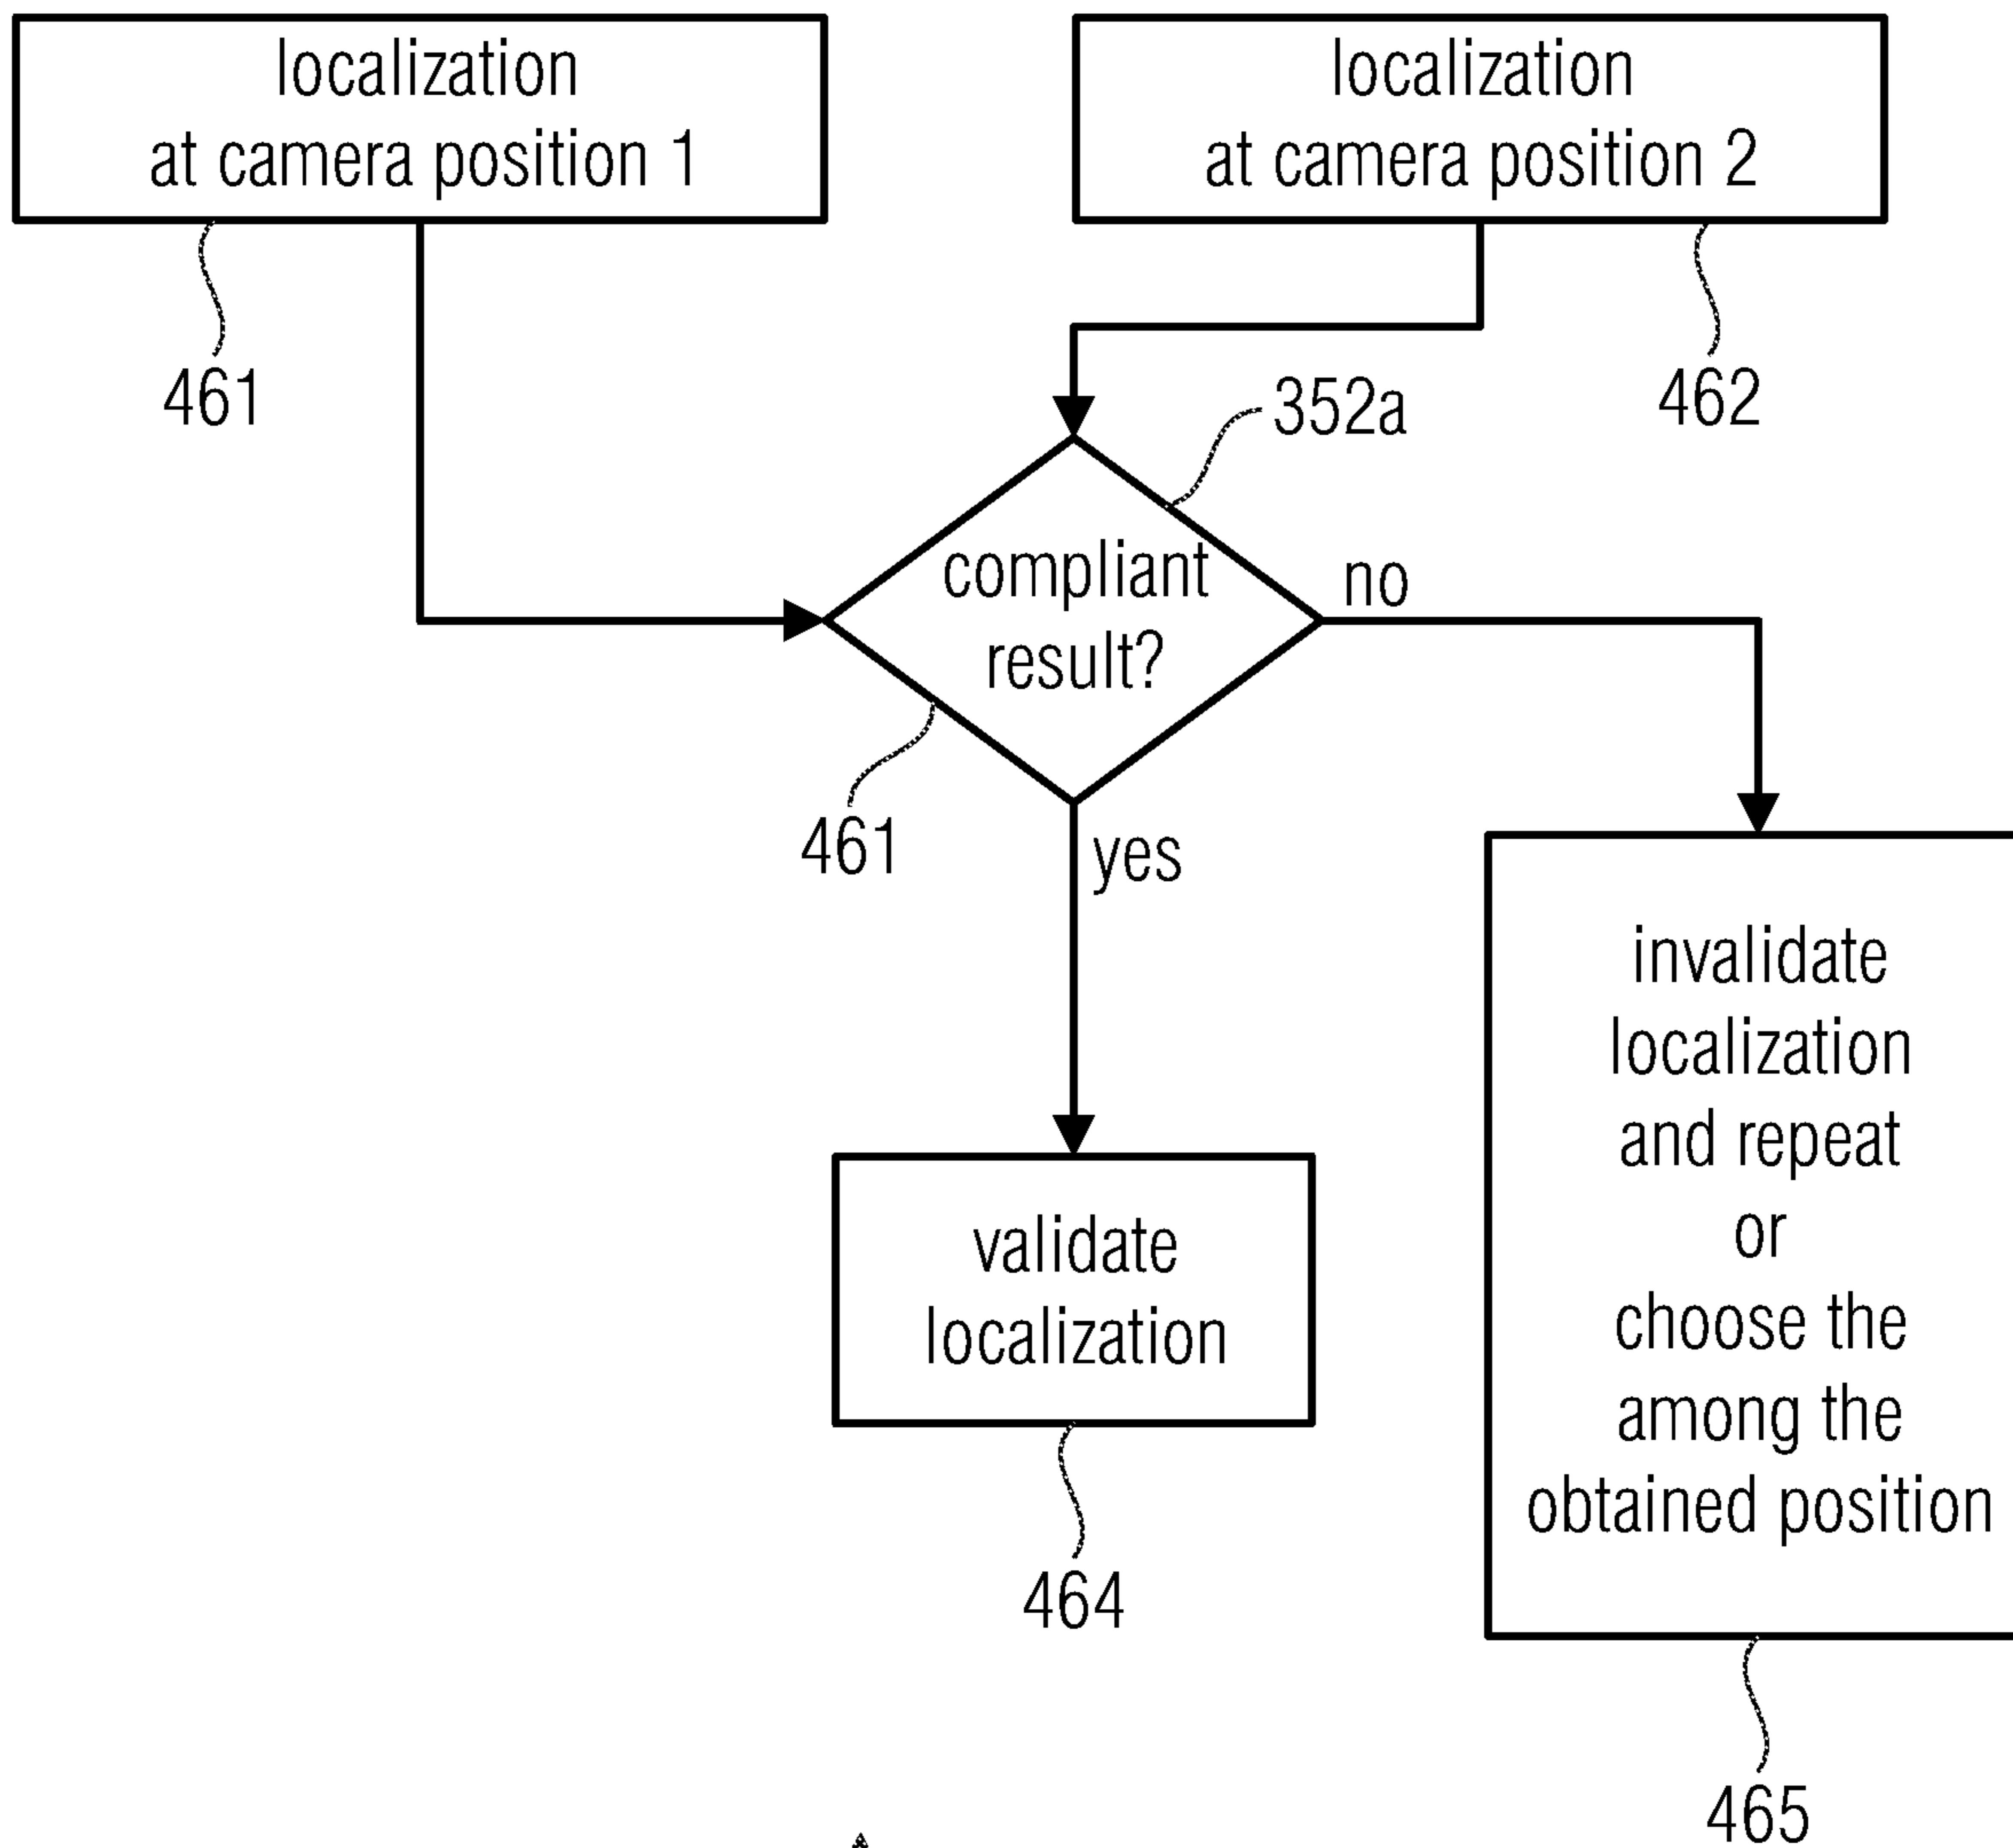 localization
at camera position 1
localization
at camera position 2
461
462
352a
compliant
result?
no
461
yes
invalidate
localization
and repeat
or
choose the
among the
obtained position
validate
localization
464
465